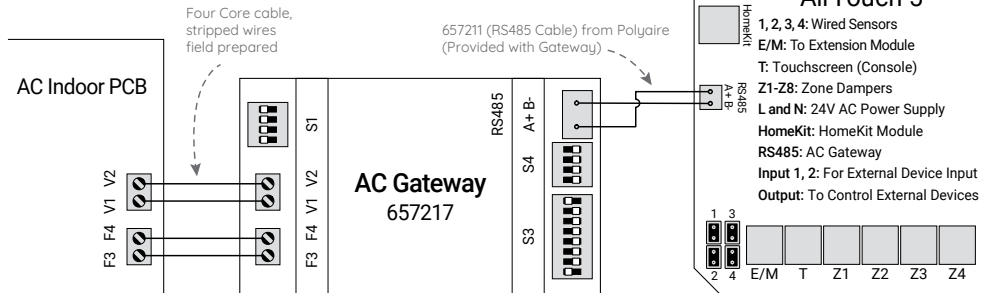 Four Core cable,
stripped wires
field prepared
657211 (RS485 Cable) from Polyaire
(Provided with Gateway)
AC Indoor PCB
V2
V1
F4
F3
S1
V2
V1
F4
F3
AC Gateway
657217
RS485
A+ B-
S4
S3
HomeKit
RS485
A+ B-
1, 2, 3, 4: Wired Sensors
E/M: To Extension Module
T: Touchscreen (Console)
Z1-Z8: Zone Dampers
L and N: 24V AC Power Supply
HomeKit: HomeKit Module
RS485: AC Gateway
Input 1, 2: For External Device Input
Output: To Control External Devices
1 3
2 4
E/M T Z1 Z2 Z3 Z4